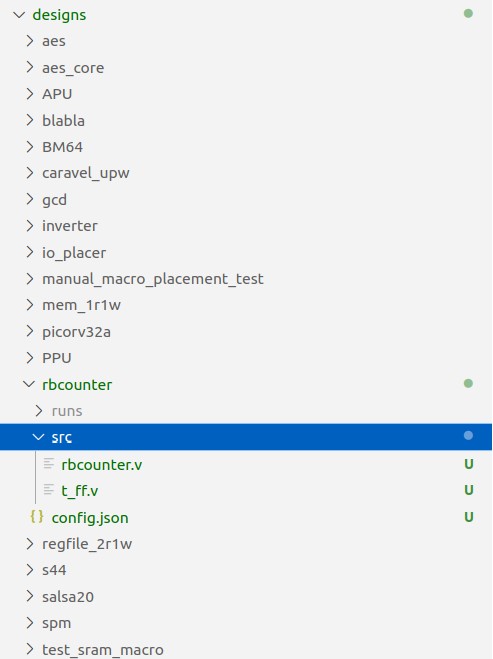 designs
aes
aes_core
APU
blabla
BM64
caravel_upw
gcd
inverter
io_placer
manual_macro_placement_test
mem_1r1w
picorv32a
PPU
rbcounter
runs
src
rbcounter.v U
t_ff.v U
{} config.json U
regfile_2r1w
s44
salsa20
spm
test_sram_macro